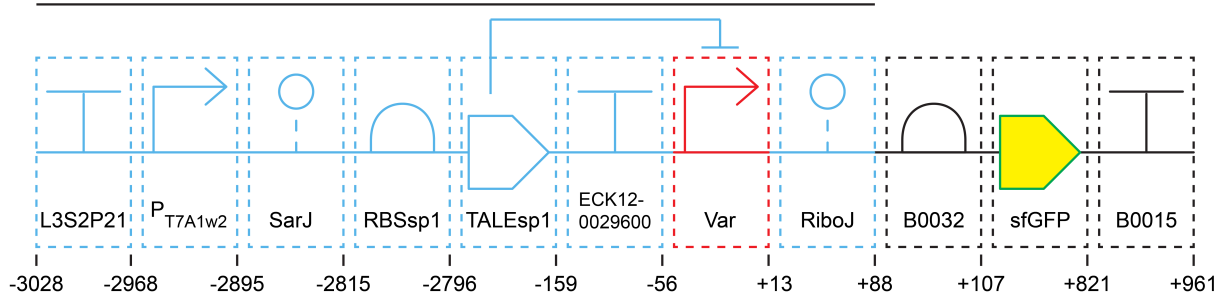 L3S2P21 PT7A1w2 SarJ RBSsp1 TALEsp1 ECK12-0029600 Var RiboJ B0032 sfGFP B0015
-3028 -2968 -2895 -2815 -2796 -159 -56 +13 +88 +107 +821 +961